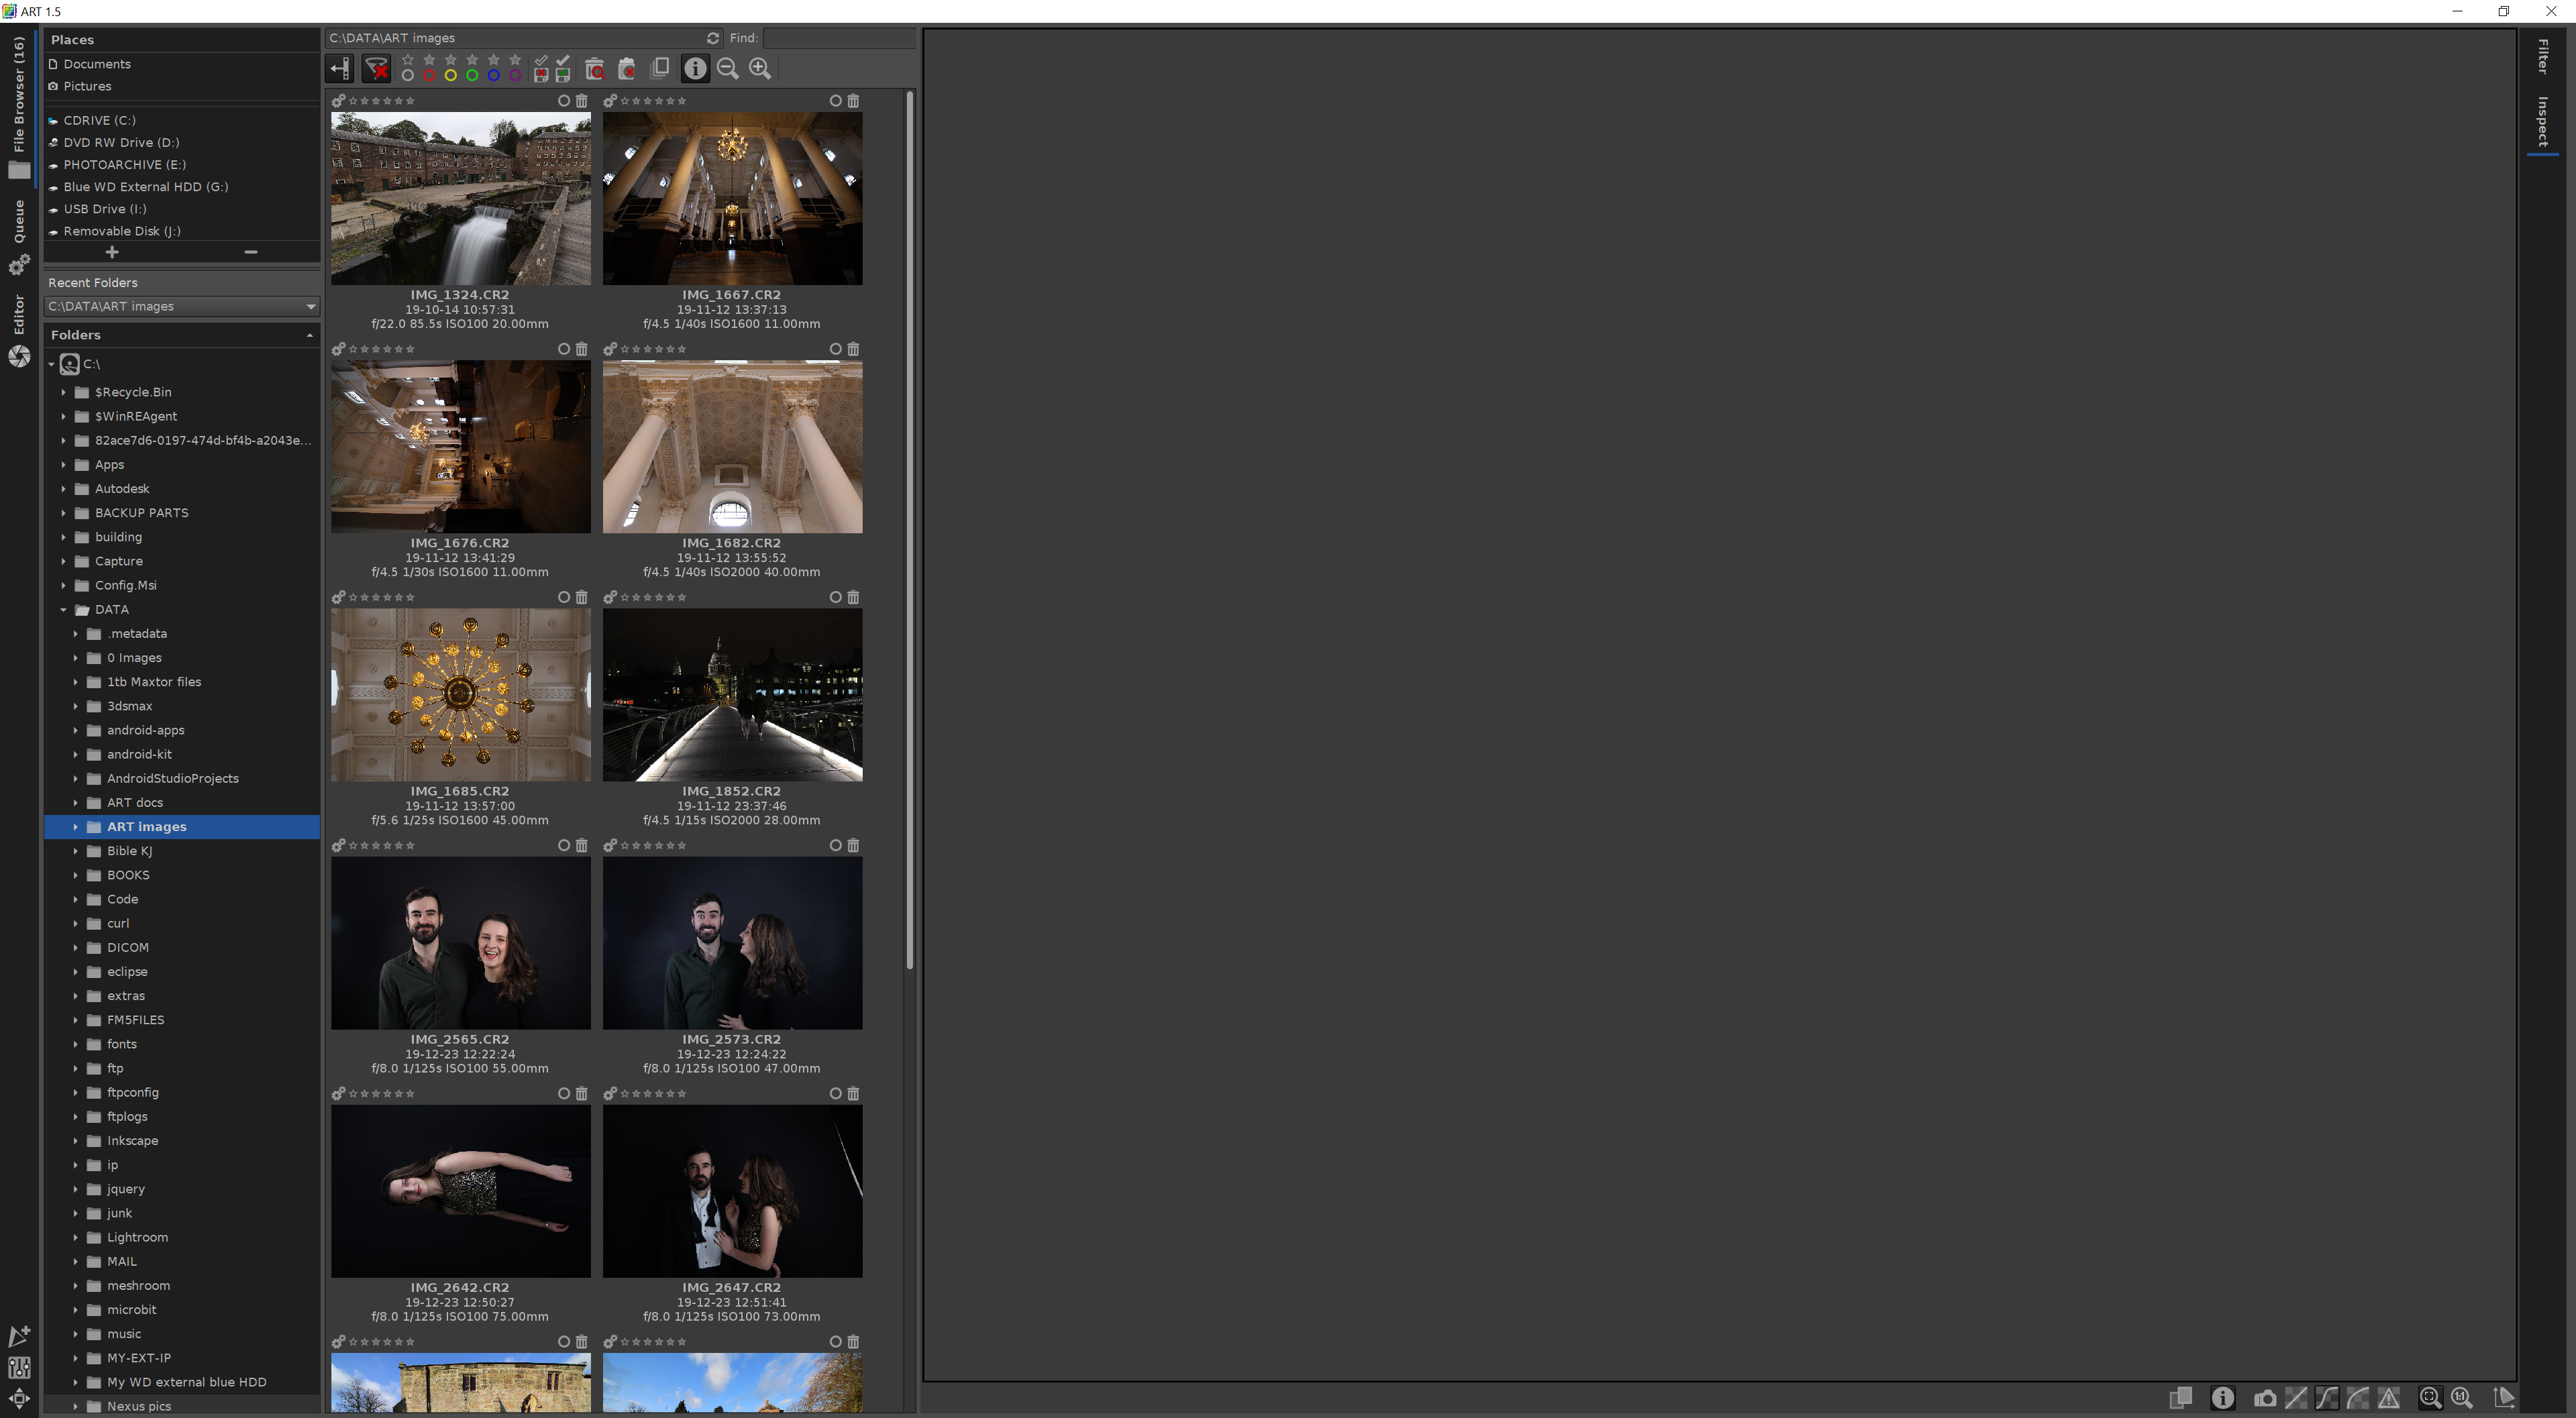 ART 1.5
File Browser (16)
Queue
Editor
Places
Documents
Pictures
CDRIVE (C:)
DVD RW Drive (D:)
PHOTOARCHIVE (E:)
Blue WD External HDD (G:)
USB Drive (I:)
Removable Disk (J:)
Recent Folders
C:\DATA\ART images
Folders
C:\
$Recycle.Bin
$WinREAgent
82ace7d6-0197-474d-bf4b-a2043e...
Apps
Autodesk
BACKUP PARTS
building
Capture
Config.Msi
DATA
.metadata
0 Images
1tb Maxtor files
3dsmax
android-apps
android-kit
AndroidStudioProjects
ART docs
ART images
Bible KJ
BOOKS
Code
curl
DICOM
eclipse
extras
FM5FILES
fonts
ftp
ftpconfig
ftplogs
Inkscape
ip
jquery
junk
Lightroom
MAIL
meshroom
microbit
music
MY-EXT-IP
My WD external blue HDD
Nexus pics
C:\DATA\ART images
Find:
IMG_1324.CR2
19-10-14 10:57:31
f/22.0 85.5s ISO100 20.00mm
IMG_1667.CR2
19-11-12 13:37:13
f/4.5 1/40s ISO1600 11.00mm
IMG_1676.CR2
19-11-12 13:41:29
f/4.5 1/30s ISO1600 11.00mm
IMG_1682.CR2
19-11-12 13:55:52
f/4.5 1/40s ISO2000 40.00mm
IMG_1685.CR2
19-11-12 13:57:00
f/5.6 1/25s ISO1600 45.00mm
IMG_1852.CR2
19-11-12 23:37:46
f/4.5 1/15s ISO2000 28.00mm
IMG_2565.CR2
19-12-23 12:22:24
f/8.0 1/125s ISO100 55.00mm
IMG_2573.CR2
19-12-23 12:24:22
f/8.0 1/125s ISO100 47.00mm
IMG_2642.CR2
19-12-23 12:50:27
f/8.0 1/125s ISO100 75.00mm
IMG_2647.CR2
19-12-23 12:51:41
f/8.0 1/125s ISO100 73.00mm
Filter
Inspect
1:1